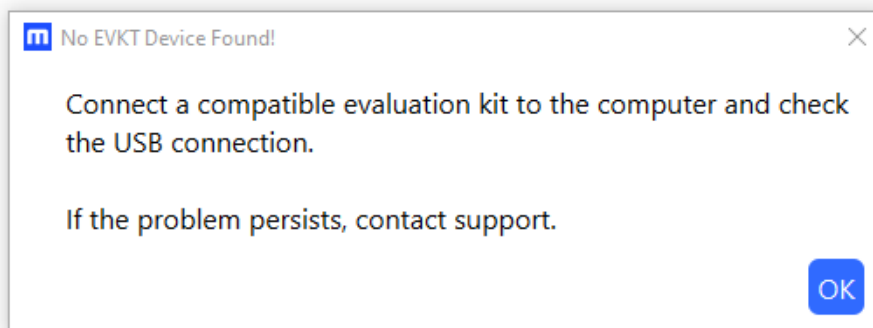 m No EVKT Device Found!
Connect a compatible evaluation kit to the computer and check
the USB connection.
If the problem persists, contact support.
OK